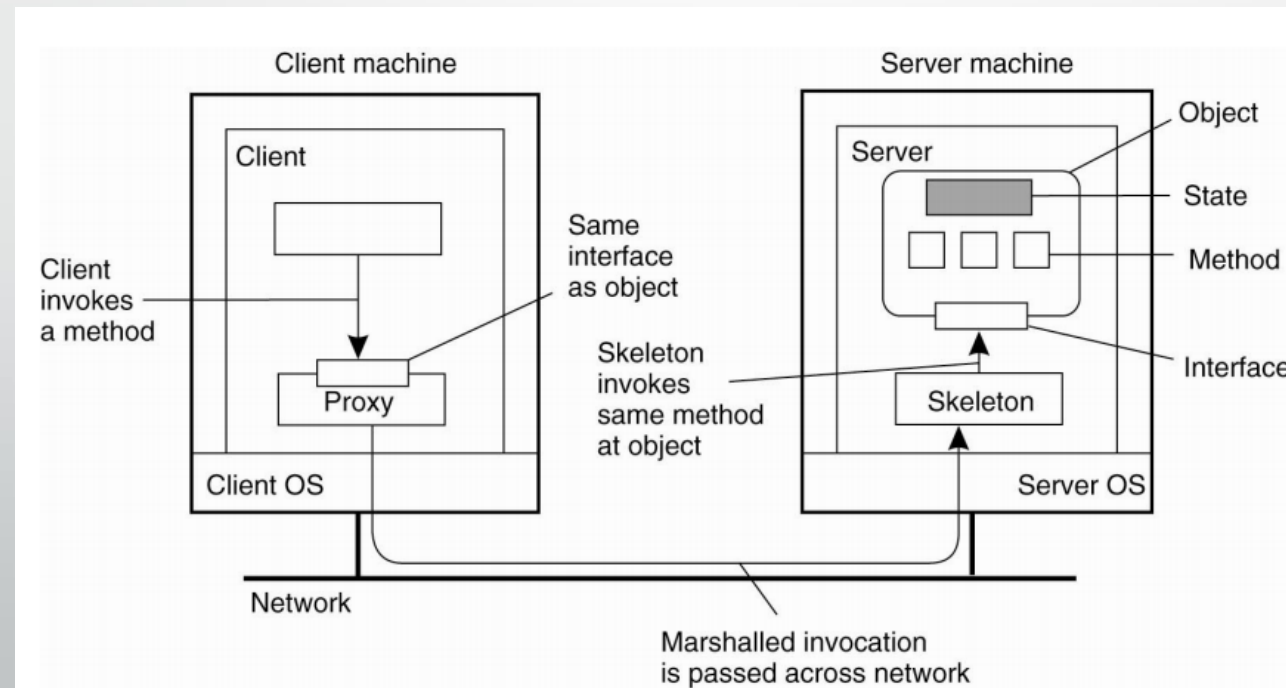 Client machine
Server machine
Client
Server
Object
State
Method
Interface
Client
invokes
a method
Same
interface
as object
Proxy
Skeleton
invokes
same method
at object
Skeleton
Client OS
Server OS
Network
Marshalled invocation
is passed across network